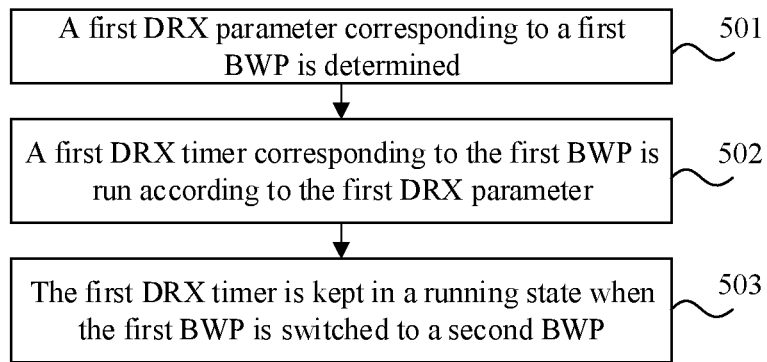 A first DRX parameter corresponding to a first
BWP is determined
501
A first DRX timer corresponding to the first BWP is
run according to the first DRX parameter
502
The first DRX timer is kept in a running state when
the first BWP is switched to a second BWP
503